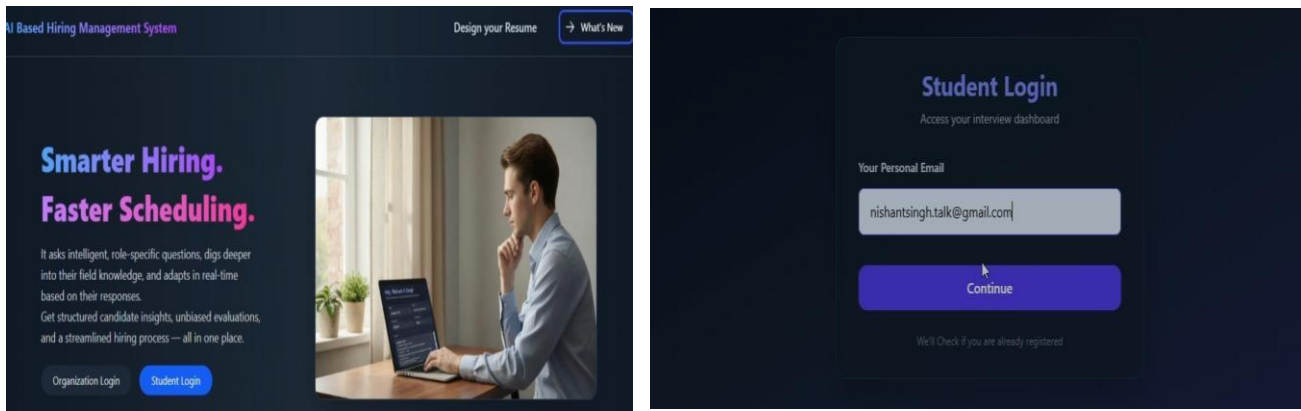 AI Based Hiring Management System
Design your Resume
→ What's New
Smarter Hiring.
Faster Scheduling.
It asks intelligent, role-specific questions, digs deeper
into their field knowledge, and adapts in real-time
based on their responses.
Get structured candidate insights, unbiased evaluations,
and a streamlined hiring process — all in one place.
Organization Login
Student Login
Student Login
Access your interview dashboard
Your Personal Email
nishantsingh.talk@gmail.com
Continue
We'll Check if you are already registered